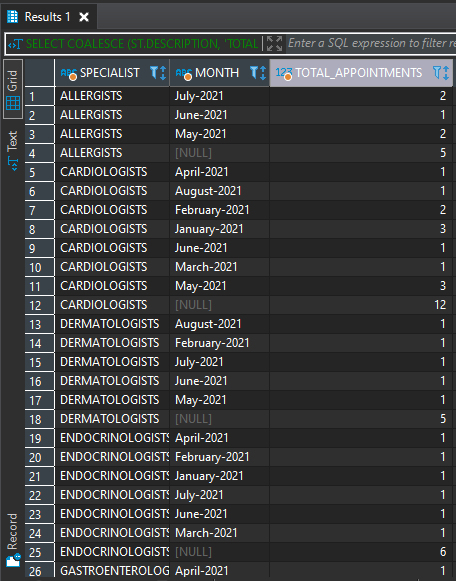 Results 1
SELECT COALESCE (ST.DESCRIPTION, 'TOTAL Enter a SQL expression to filter re
Grid
Text
Record
ABC SPECIALIST ABC MONTH 123 TOTAL_APPOINTMENTS
1 ALLERGISTS July-2021 2
2 ALLERGISTS June-2021 1
3 ALLERGISTS May-2021 2
4 ALLERGISTS [NULL] 5
5 CARDIOLOGISTS April-2021 1
6 CARDIOLOGISTS August-2021 1
7 CARDIOLOGISTS February-2021 2
8 CARDIOLOGISTS January-2021 3
9 CARDIOLOGISTS June-2021 1
10 CARDIOLOGISTS March-2021 1
11 CARDIOLOGISTS May-2021 3
12 CARDIOLOGISTS [NULL] 12
13 DERMATOLOGISTS August-2021 1
14 DERMATOLOGISTS February-2021 1
15 DERMATOLOGISTS July-2021 1
16 DERMATOLOGISTS June-2021 1
17 DERMATOLOGISTS May-2021 1
18 DERMATOLOGISTS [NULL] 5
19 ENDOCRINOLOGISTS April-2021 1
20 ENDOCRINOLOGISTS February-2021 1
21 ENDOCRINOLOGISTS January-2021 1
22 ENDOCRINOLOGISTS July-2021 1
23 ENDOCRINOLOGISTS June-2021 1
24 ENDOCRINOLOGISTS March-2021 1
25 ENDOCRINOLOGISTS [NULL] 6
26 GASTROENTEROLOG April-2021 1